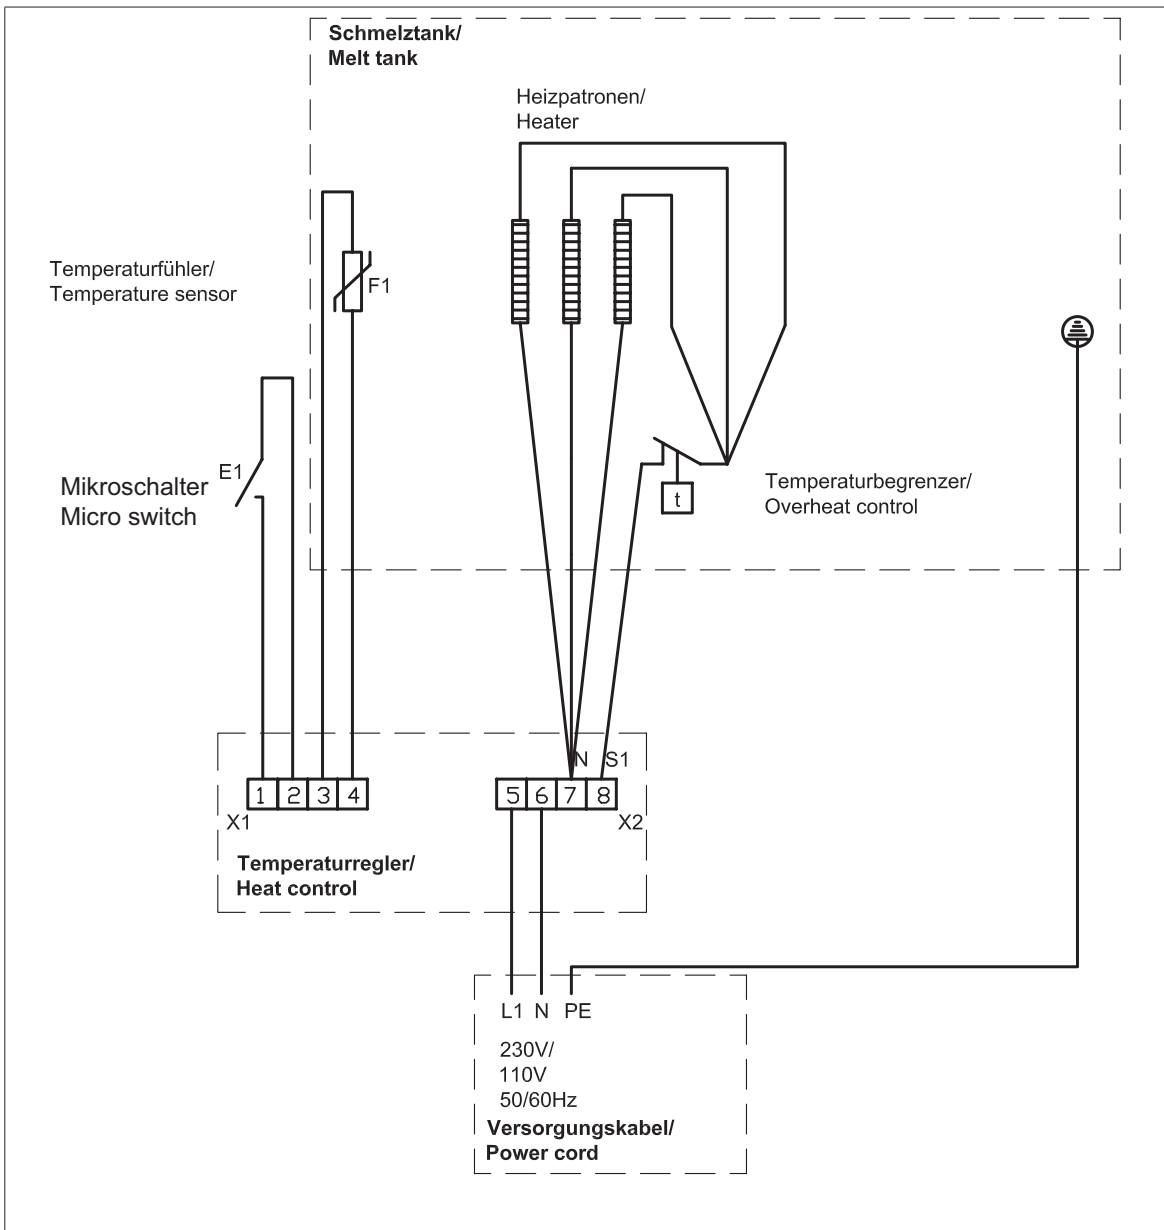 Schmelztank/
Melt tank
Heizpatronen/
Heater
Temperaturfühler/
Temperature sensor
F1
E1
Mikroschalter
Micro switch
Temperaturbegrenzer/
Overheat control
t
N S1
1 2 3 4
5 6 7 8
X1
X2
Temperaturregler/
Heat control
L1 N PE
230V/
110V
50/60Hz
Versorgungskabel/
Power cord